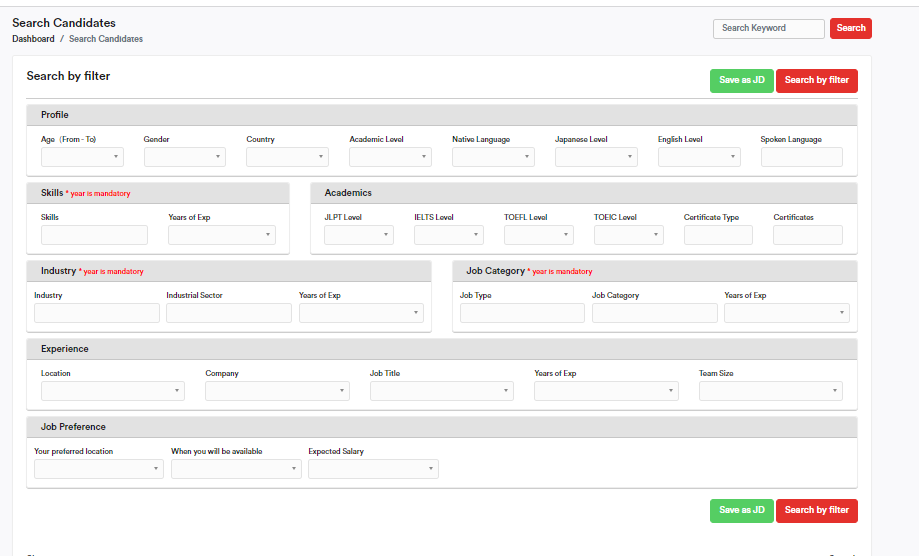 Search Candidates
Dashboard / Search Candidates
Search Keyword
Search
Search by filter
Save as JD
Search by filter
Profile
Age (From - To)
Gender
Country
Academic Level
Native Language
Japanese Level
English Level
Spoken Language
Skills * year is mandatory
Skills
Years of Exp
Academics
JLPT Level
IELTS Level
TOEFL Level
TOEIC Level
Certificate Type
Certificates
Industry * year is mandatory
Industry
Industrial Sector
Years of Exp
Job Category * year is mandatory
Job Type
Job Category
Years of Exp
Experience
Location
Company
Job Title
Years of Exp
Team Size
Job Preference
Your preferred location
When you will be available
Expected Salary
Save as JD
Search by filter